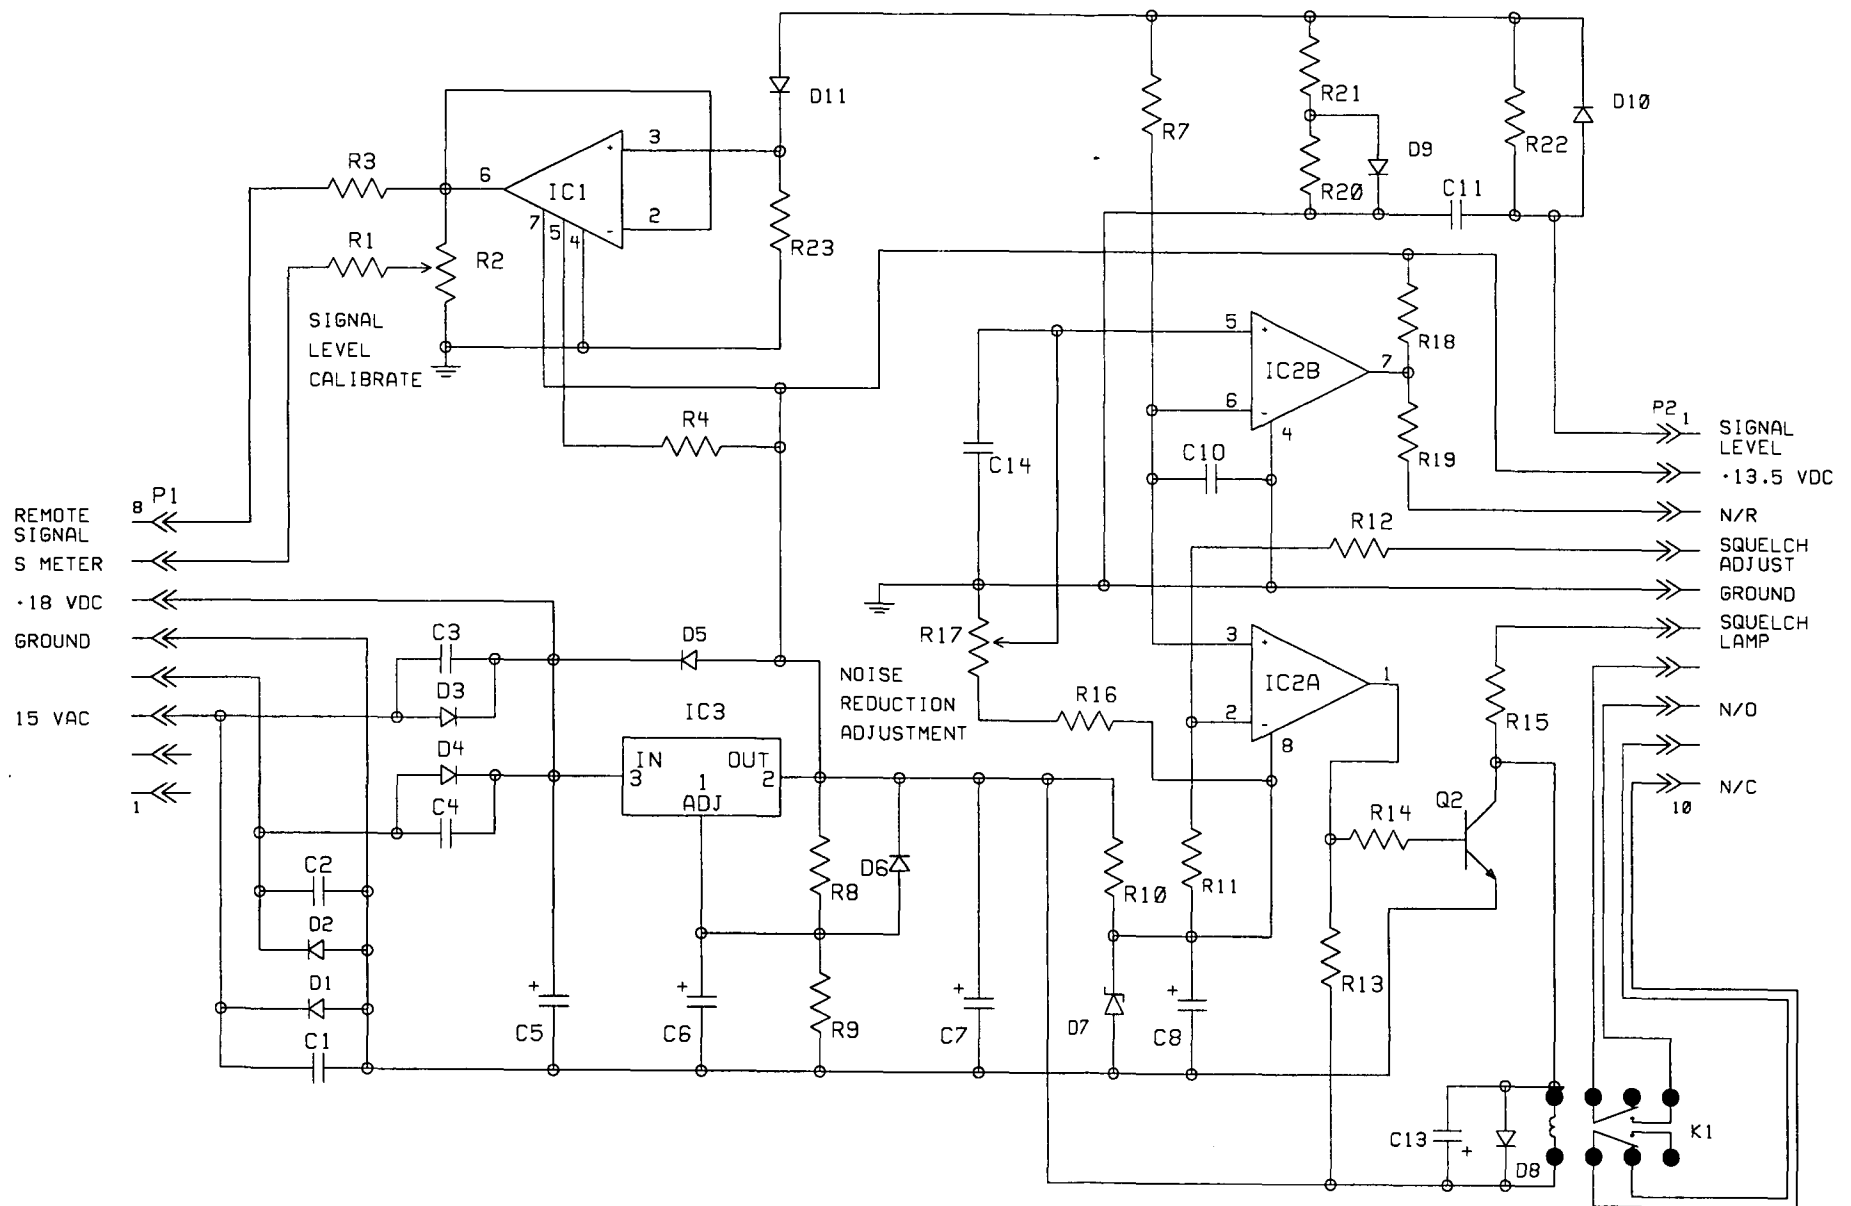 D11
R21
R7
D9
R20
C11
R22
D10
R3
6
3
IC1
2
7
5
4
R1
R2
R23
SIGNAL
LEVEL
CALIBRATE
R4
5
+
IC2B
6
-
7
4
R18
R19
C14
C10
P2
1
SIGNAL
LEVEL
·13.5 VDC
N/R
SQUELCH
ADJUST
GROUND
SQUELCH
LAMP
N/O
N/C
10
P1
8
REMOTE
SIGNAL
S METER
·18 VDC
GROUND
15 VAC
1
C3
D3
D4
C4
C2
D2
D1
C1
D5
IC3
IN
3
OUT
2
1
ADJ
R17
NOISE
REDUCTION
ADJUSTMENT
R16
R12
3
+
IC2A
2
-
1
8
R15
Q2
R14
R8
D6
R10
R11
R13
+
C5
+
C6
R9
+
C7
D7
+
C8
C13
+
D8
K1